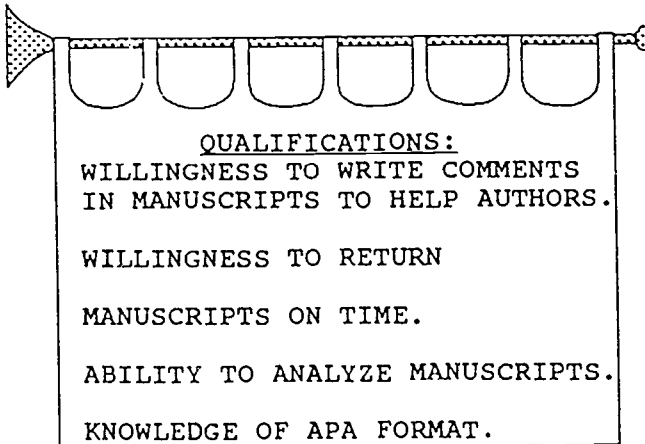 QUALIFICATIONS:
WILLINGNESS TO WRITE COMMENTS
IN MANUSCRIPTS TO HELP AUTHORS.
WILLINGNESS TO RETURN
MANUSCRIPTS ON TIME.
ABILITY TO ANALYZE MANUSCRIPTS.
KNOWLEDGE OF APA FORMAT.